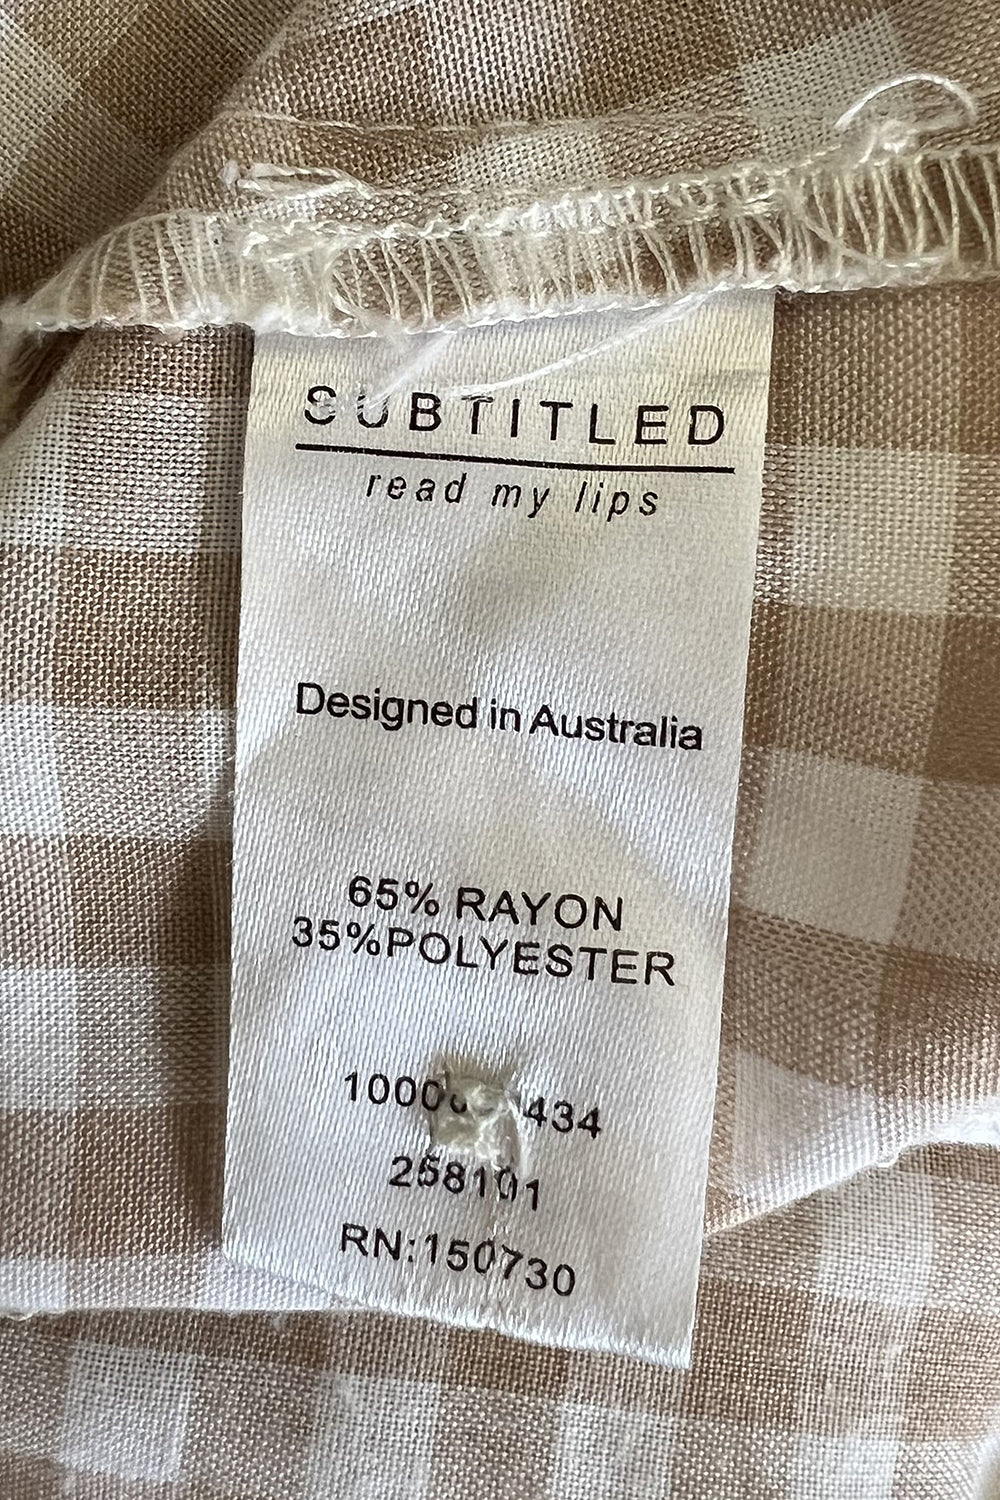 SUBTITLED
read my lips
Designed in Australia
65% RAYON
35%POLYESTER
258101
RN:150730